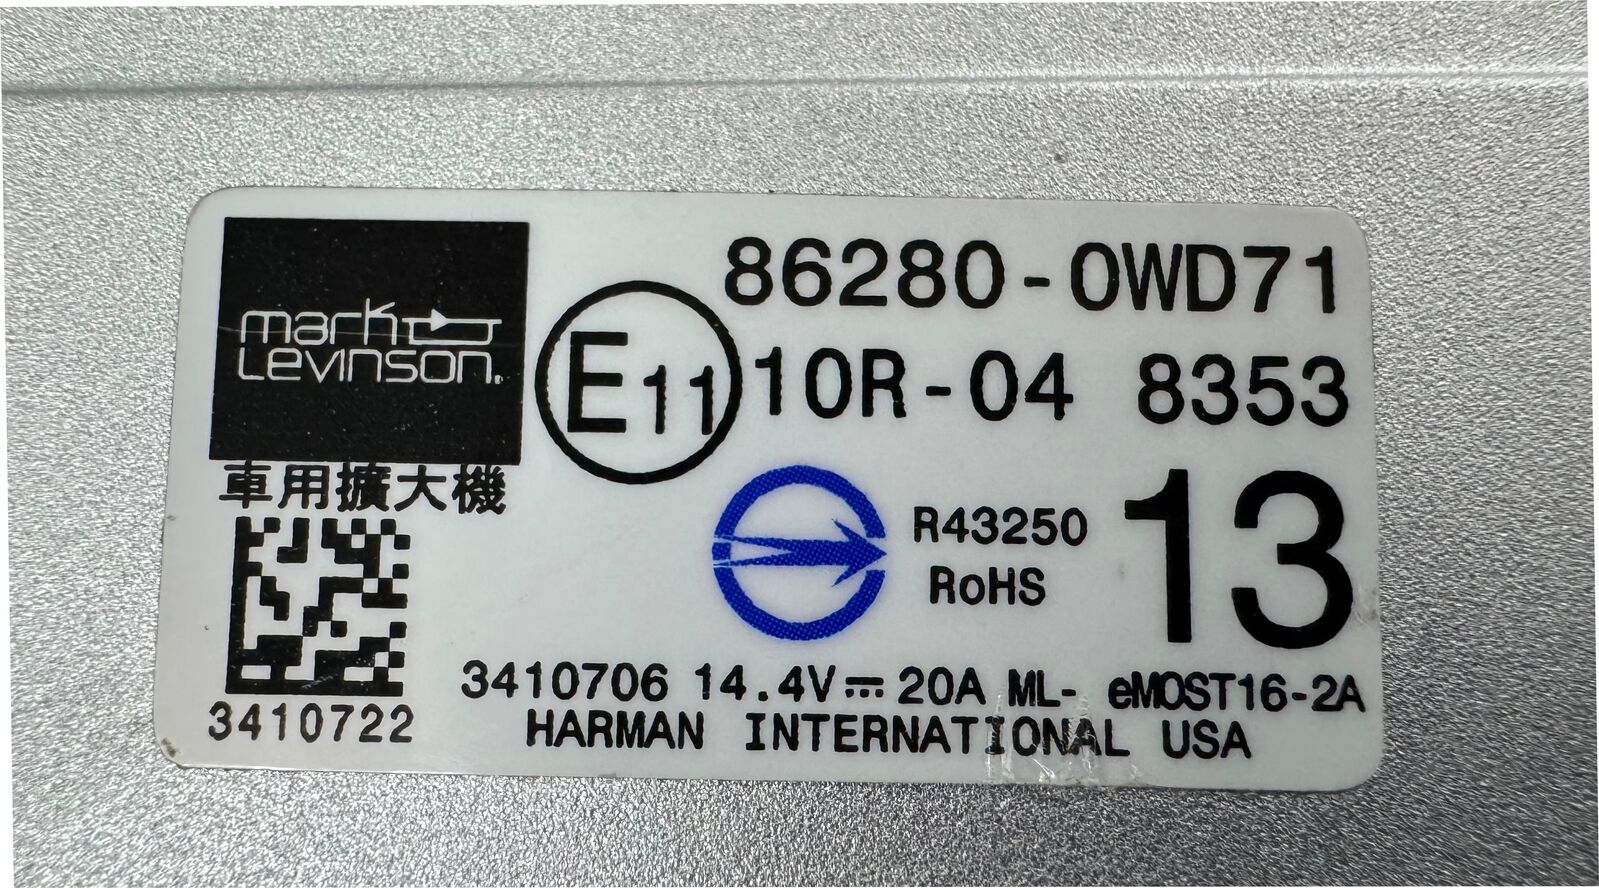 mark
Levinson.
86280-0WD71
E11 10R-04 8353
車用擴大機
R43250
RoHS
13
3410722
3410706 14.4V⎓20A ML- eMOST16-2A
HARMAN INTERNATIONAL USA